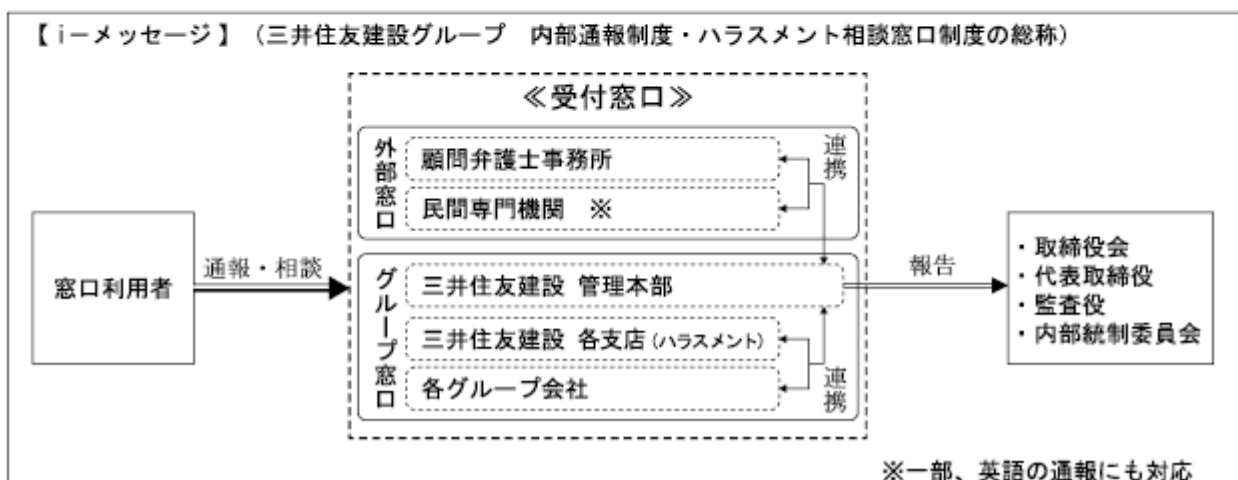 【i－メッセージ】（三井住友建設グループ　内部通報制度・ハラスメント相談窓口制度の総称）
≪受付窓口≫
外部窓口
顧問弁護士事務所
民間専門機関　※
連携
窓口利用者
通報・相談
グループ窓口
三井住友建設 管理本部
三井住友建設 各支店（ハラスメント）
各グループ会社
連携
報告
・取締役会
・代表取締役
・監査役
・内部統制委員会
※一部、英語の通報にも対応